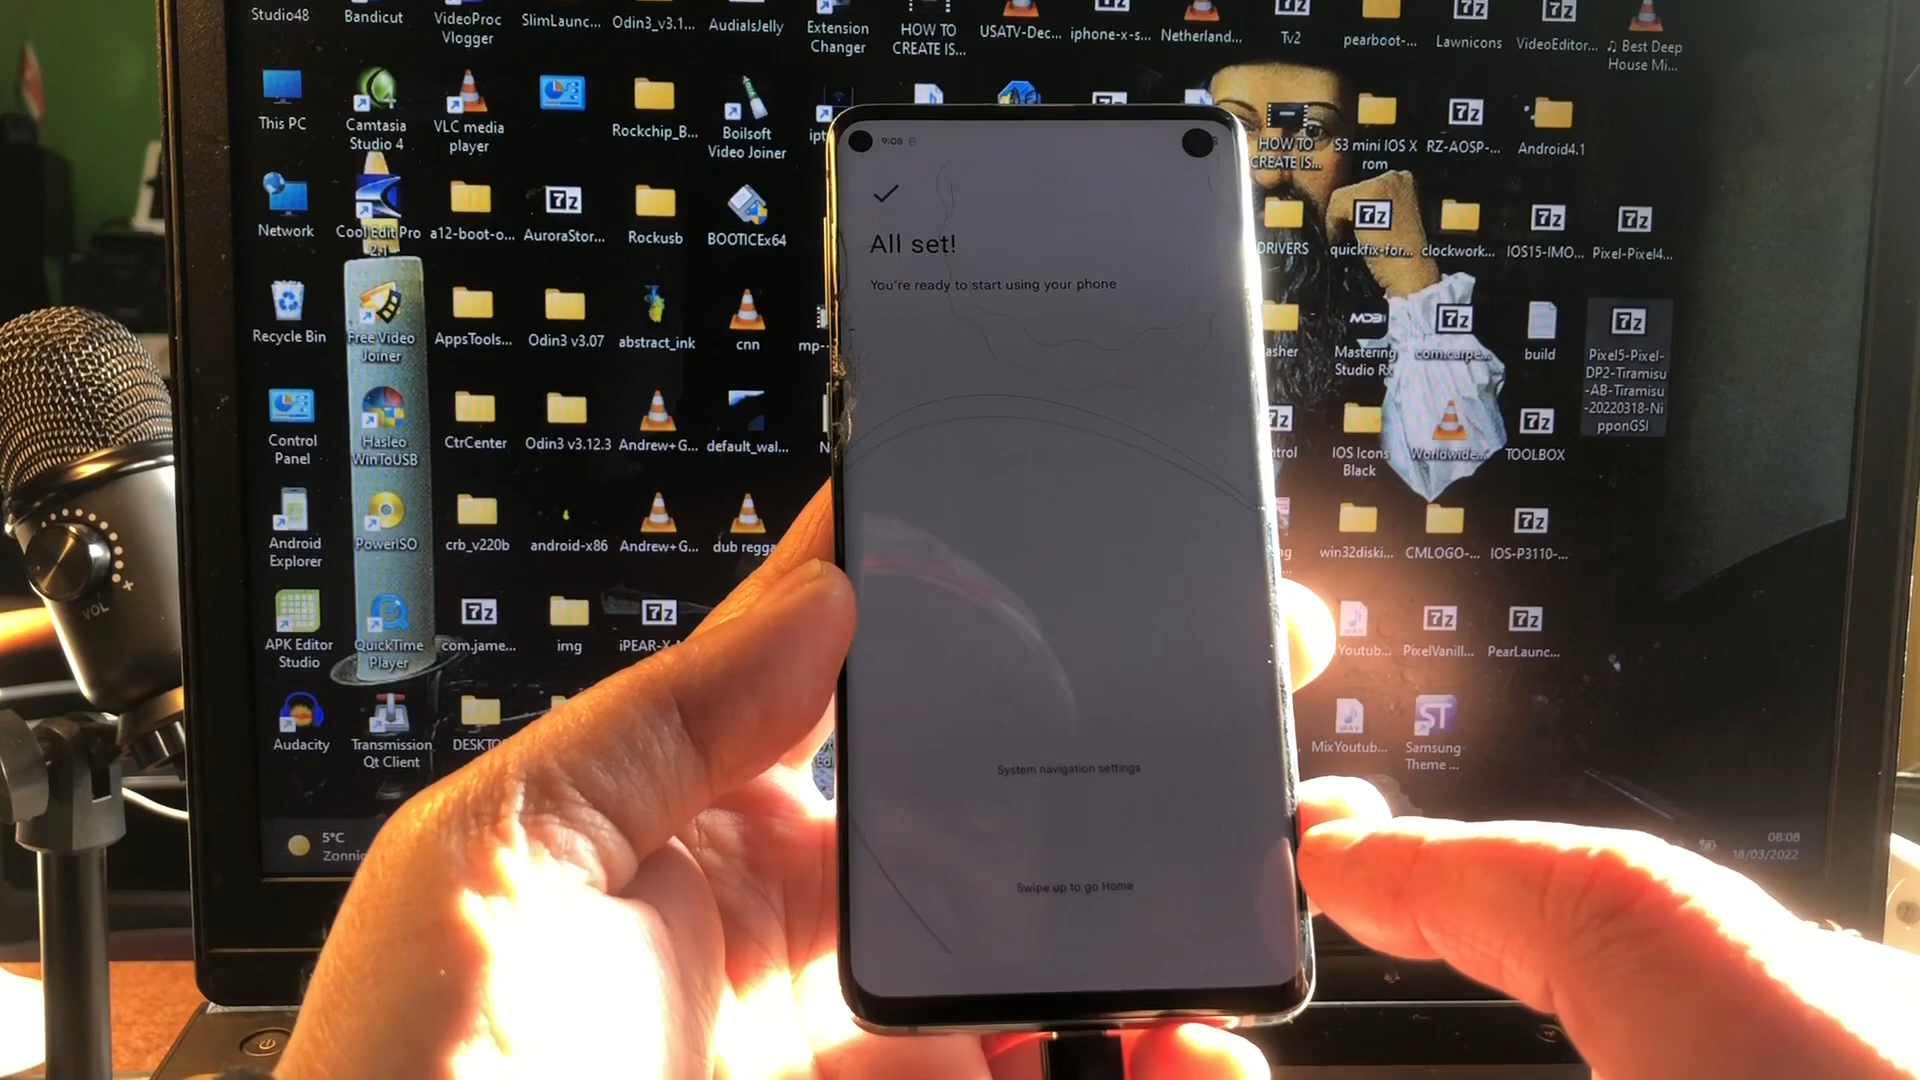 Studio48
Bandicut
VideoProc
Vlogger
SlimLaunc...
Odin3_v3.1...
AudialsJelly
Extension
Changer
HOW TO
CREATE IS...
USATV-Dec...
iphone-x-s...
Netherland...
Tv2
pearboot-...
Lawnicons
VideoEditor...
♫ Best Deep
House Mi...
This PC
Camtasia
Studio 4
VLC media
player
Rockchip_B...
Boilsoft
Video Joiner
ipt
HOW TO
CREATE IS...
S3 mini IOS X
rom
RZ-AOSP-...
Android4.1
Network
Cool Edit Pro
2.1
a12-boot-o...
AuroraStor...
Rockusb
BOOTICEx64
DRIVERS
quickfix-for...
clockwork...
IOS15-IMO...
Pixel-Pixel4...
Recycle Bin
Free Video
Joiner
AppsTools...
Odin3 v3.07
abstract_ink
cnn
mp-
asher
Mastering
Studio Rx
com.carpe...
build
Pixel5-Pixel-
DP2-Tiramisu
-AB-Tiramisu
-20220318-Ni
pponGSI
Control
Panel
Hasleo
WinToUSB
CtrCenter
Odin3 v3.12.3
Andrew+G...
default_wal...
N
ntrol
IOS Icons
Black
Worldwide...
TOOLBOX
Android
Explorer
PowerISO
crb_v220b
android-x86
Andrew+G...
dub regga
win32diski...
CMLOGO-...
IOS-P3110-...
APK Editor
Studio
QuickTime
Player
com.jame...
img
iPEAR-X
Youtub...
PixelVanill...
PearLaunc...
Audacity
Transmission
Qt Client
DESKTO
Ed
MixYoutub...
Samsung
Theme ...
5°C
Zonnig
08:08
18/03/2022
VOL
9:08
All set!
You're ready to start using your phone
System navigation settings
Swipe up to go Home